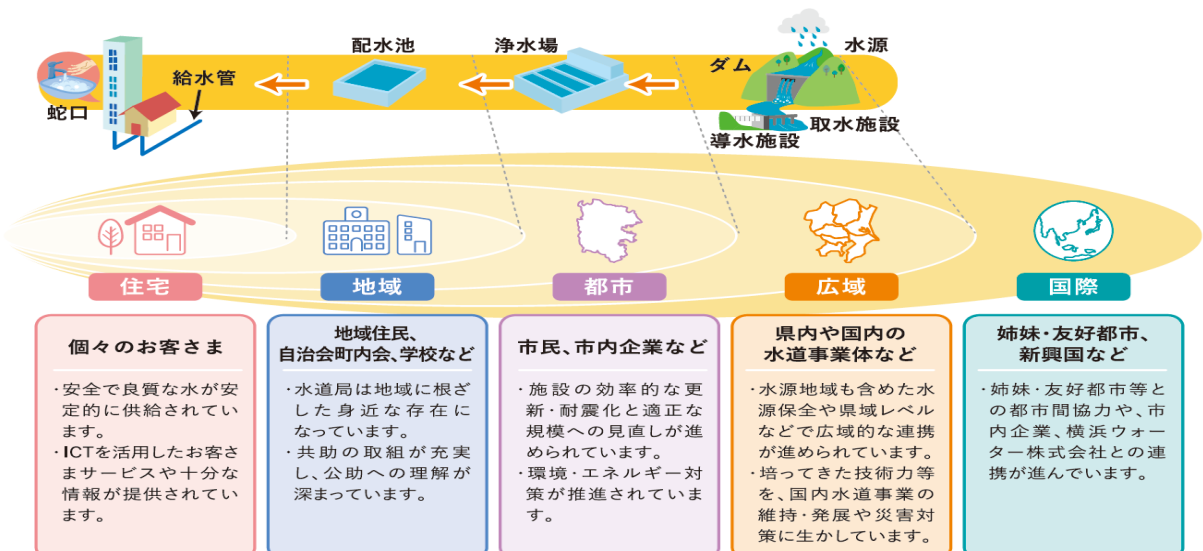 配水池
浄水場
水源
ダム
給水管
蛇口
取水施設
導水施設
住宅
地域
都市
広域
国際
個々のお客さま
・安全で良質な水が安
定的に供給されてい
ます。
・ICTを活用したお客さ
まサービスや十分な
情報が提供されてい
ます。
地域住民、
自治会町内会、学校など
・水道局は地域に根ざ
した身近な存在に
なっています。
・共助の取組が充実
し、公助への理解が
深まっています。
市民、市内企業など
・施設の効率的な更
新・耐震化と適正な
規模への見直しが進
められています。
・環境・エネルギー対
策が推進されていま
す。
県内や国内の
水道事業体など
・水源地域も含めた水
源保全や県域レベル
などで広域的な連携
が進められています。
・培ってきた技術力等
を、国内水道事業の
維持・発展や災害対
策に生かしています。
姉妹・友好都市、
新興国など
・姉妹・友好都市等と
の都市間協力や、市
内企業、横浜ウォー
ター株式会社との連
携が進んでいます。